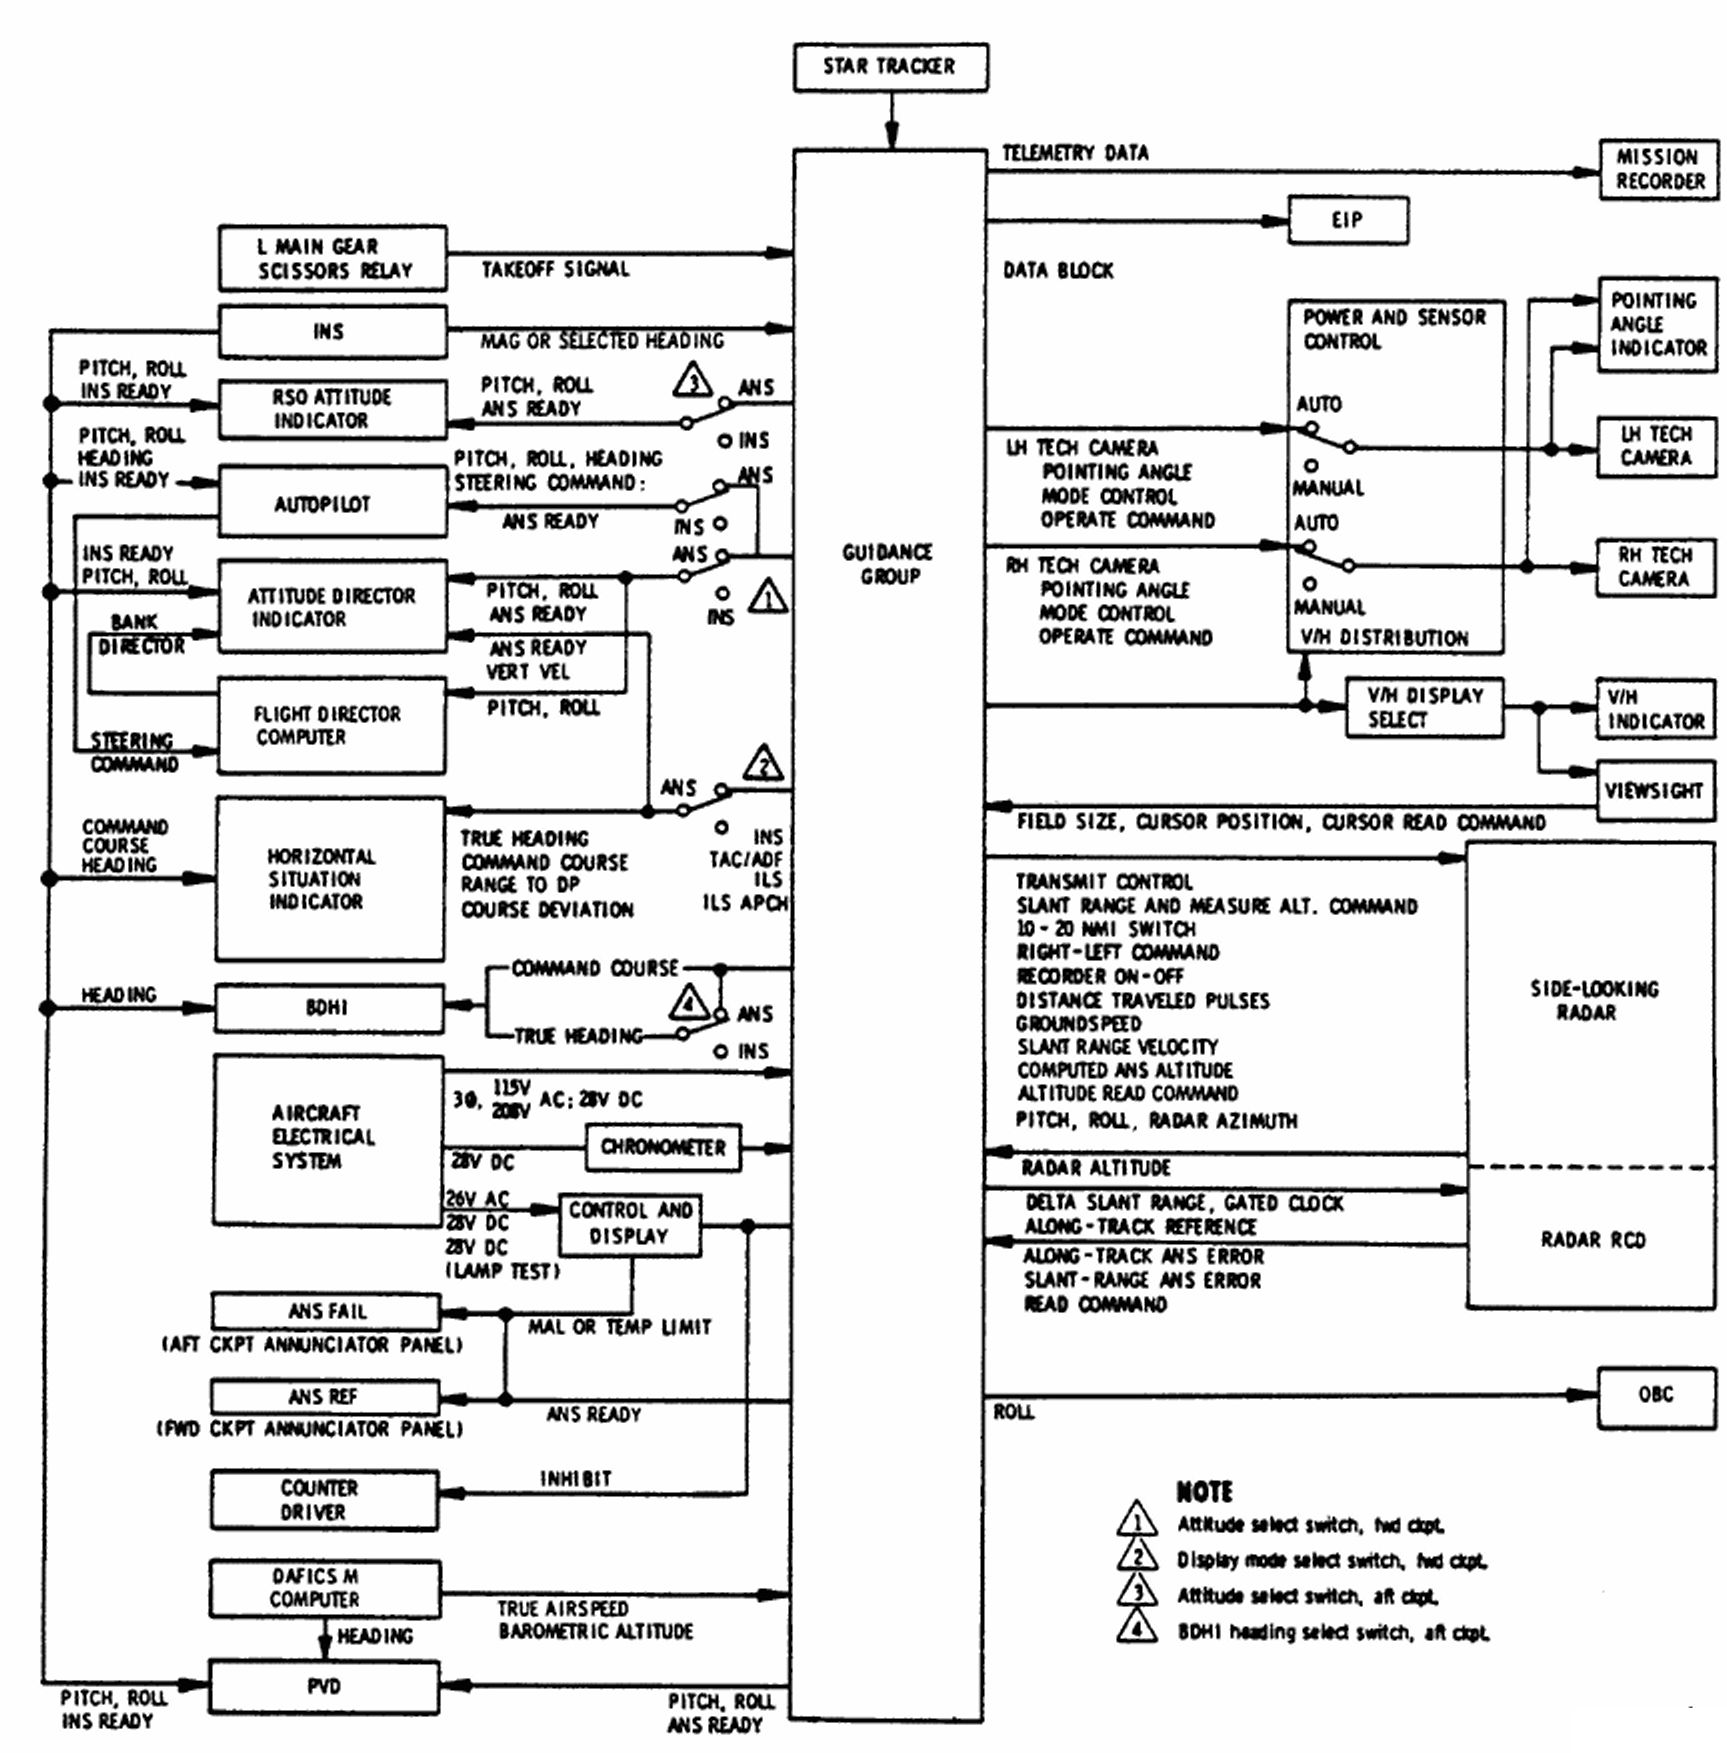 STAR TRACKER
TELEMETRY DATA
MISSION
RECORDER
EIP
DATA BLOCK
L MAIN GEAR
SCISSORS RELAY
TAKEOFF SIGNAL
INS
MAG OR SELECTED HEADING
PITCH, ROLL
INS READY
RSO ATTITUDE
INDICATOR
PITCH, ROLL
ANS READY
3
ANS
INS
PITCH, ROLL
HEADING
INS READY
AUTOPILOT
PITCH, ROLL, HEADING
STEERING COMMAND:
ANS READY
ANS
INS
INS READY
PITCH, ROLL
ATTITUDE DIRECTOR
INDICATOR
PITCH, ROLL
ANS READY
ANS
INS
1
BANK
DIRECTOR
ANS READY
VERT VEL
FLIGHT DIRECTOR
COMPUTER
PITCH, ROLL
STEERING
COMMAND
COMMAND
COURSE
HEADING
HORIZONTAL
SITUATION
INDICATOR
TRUE HEADING
COMMAND COURSE
RANGE TO DP
COURSE DEVIATION
2
ANS
INS
TAC/ADF
ILS
ILS APCH
HEADING
BDHI
COMMAND COURSE
TRUE HEADING
4
ANS
INS
AIRCRAFT
ELECTRICAL
SYSTEM
3Φ, 115V
208V AC; 28V DC
28V DC
CHRONOMETER
26V AC
28V DC
28V DC
(LAMP TEST)
CONTROL AND
DISPLAY
ANS FAIL
(AFT CKPT ANNUNCIATOR PANEL)
MAL OR TEMP LIMIT
ANS REF
(FWD CKPT ANNUNCIATOR PANEL)
ANS READY
COUNTER
DRIVER
INHIBIT
DAFICS M
COMPUTER
TRUE AIRSPEED
BAROMETRIC ALTITUDE
HEADING
PVD
PITCH, ROLL
INS READY
PITCH, ROLL
ANS READY
GUIDANCE
GROUP
POWER AND SENSOR
CONTROL
AUTO
MANUAL
AUTO
MANUAL
V/H DISTRIBUTION
LH TECH CAMERA
POINTING ANGLE
MODE CONTROL
OPERATE COMMAND
RH TECH CAMERA
POINTING ANGLE
MODE CONTROL
OPERATE COMMAND
POINTING
ANGLE
INDICATOR
LH TECH
CAMERA
RH TECH
CAMERA
V/H DISPLAY
SELECT
V/H
INDICATOR
VIEWSIGHT
FIELD SIZE, CURSOR POSITION, CURSOR READ COMMAND
TRANSMIT CONTROL
SLANT RANGE AND MEASURE ALT. COMMAND
10-20 NMI SWITCH
RIGHT-LEFT COMMAND
RECORDER ON-OFF
DISTANCE TRAVELED PULSES
GROUNDSPEED
SLANT RANGE VELOCITY
COMPUTED ANS ALTITUDE
ALTITUDE READ COMMAND
PITCH, ROLL, RADAR AZIMUTH
SIDE-LOOKING
RADAR
RADAR ALTITUDE
DELTA SLANT RANGE, GATED CLOCK
ALONG-TRACK REFERENCE
ALONG-TRACK ANS ERROR
SLANT-RANGE ANS ERROR
READ COMMAND
RADAR RCD
ROLL
OBC
NOTE
1 Attitude select switch, fwd ckpt.
2 Display mode select switch, fwd ckpt.
3 Attitude select switch, aft ckpt.
4 BDHI heading select switch, aft ckpt.